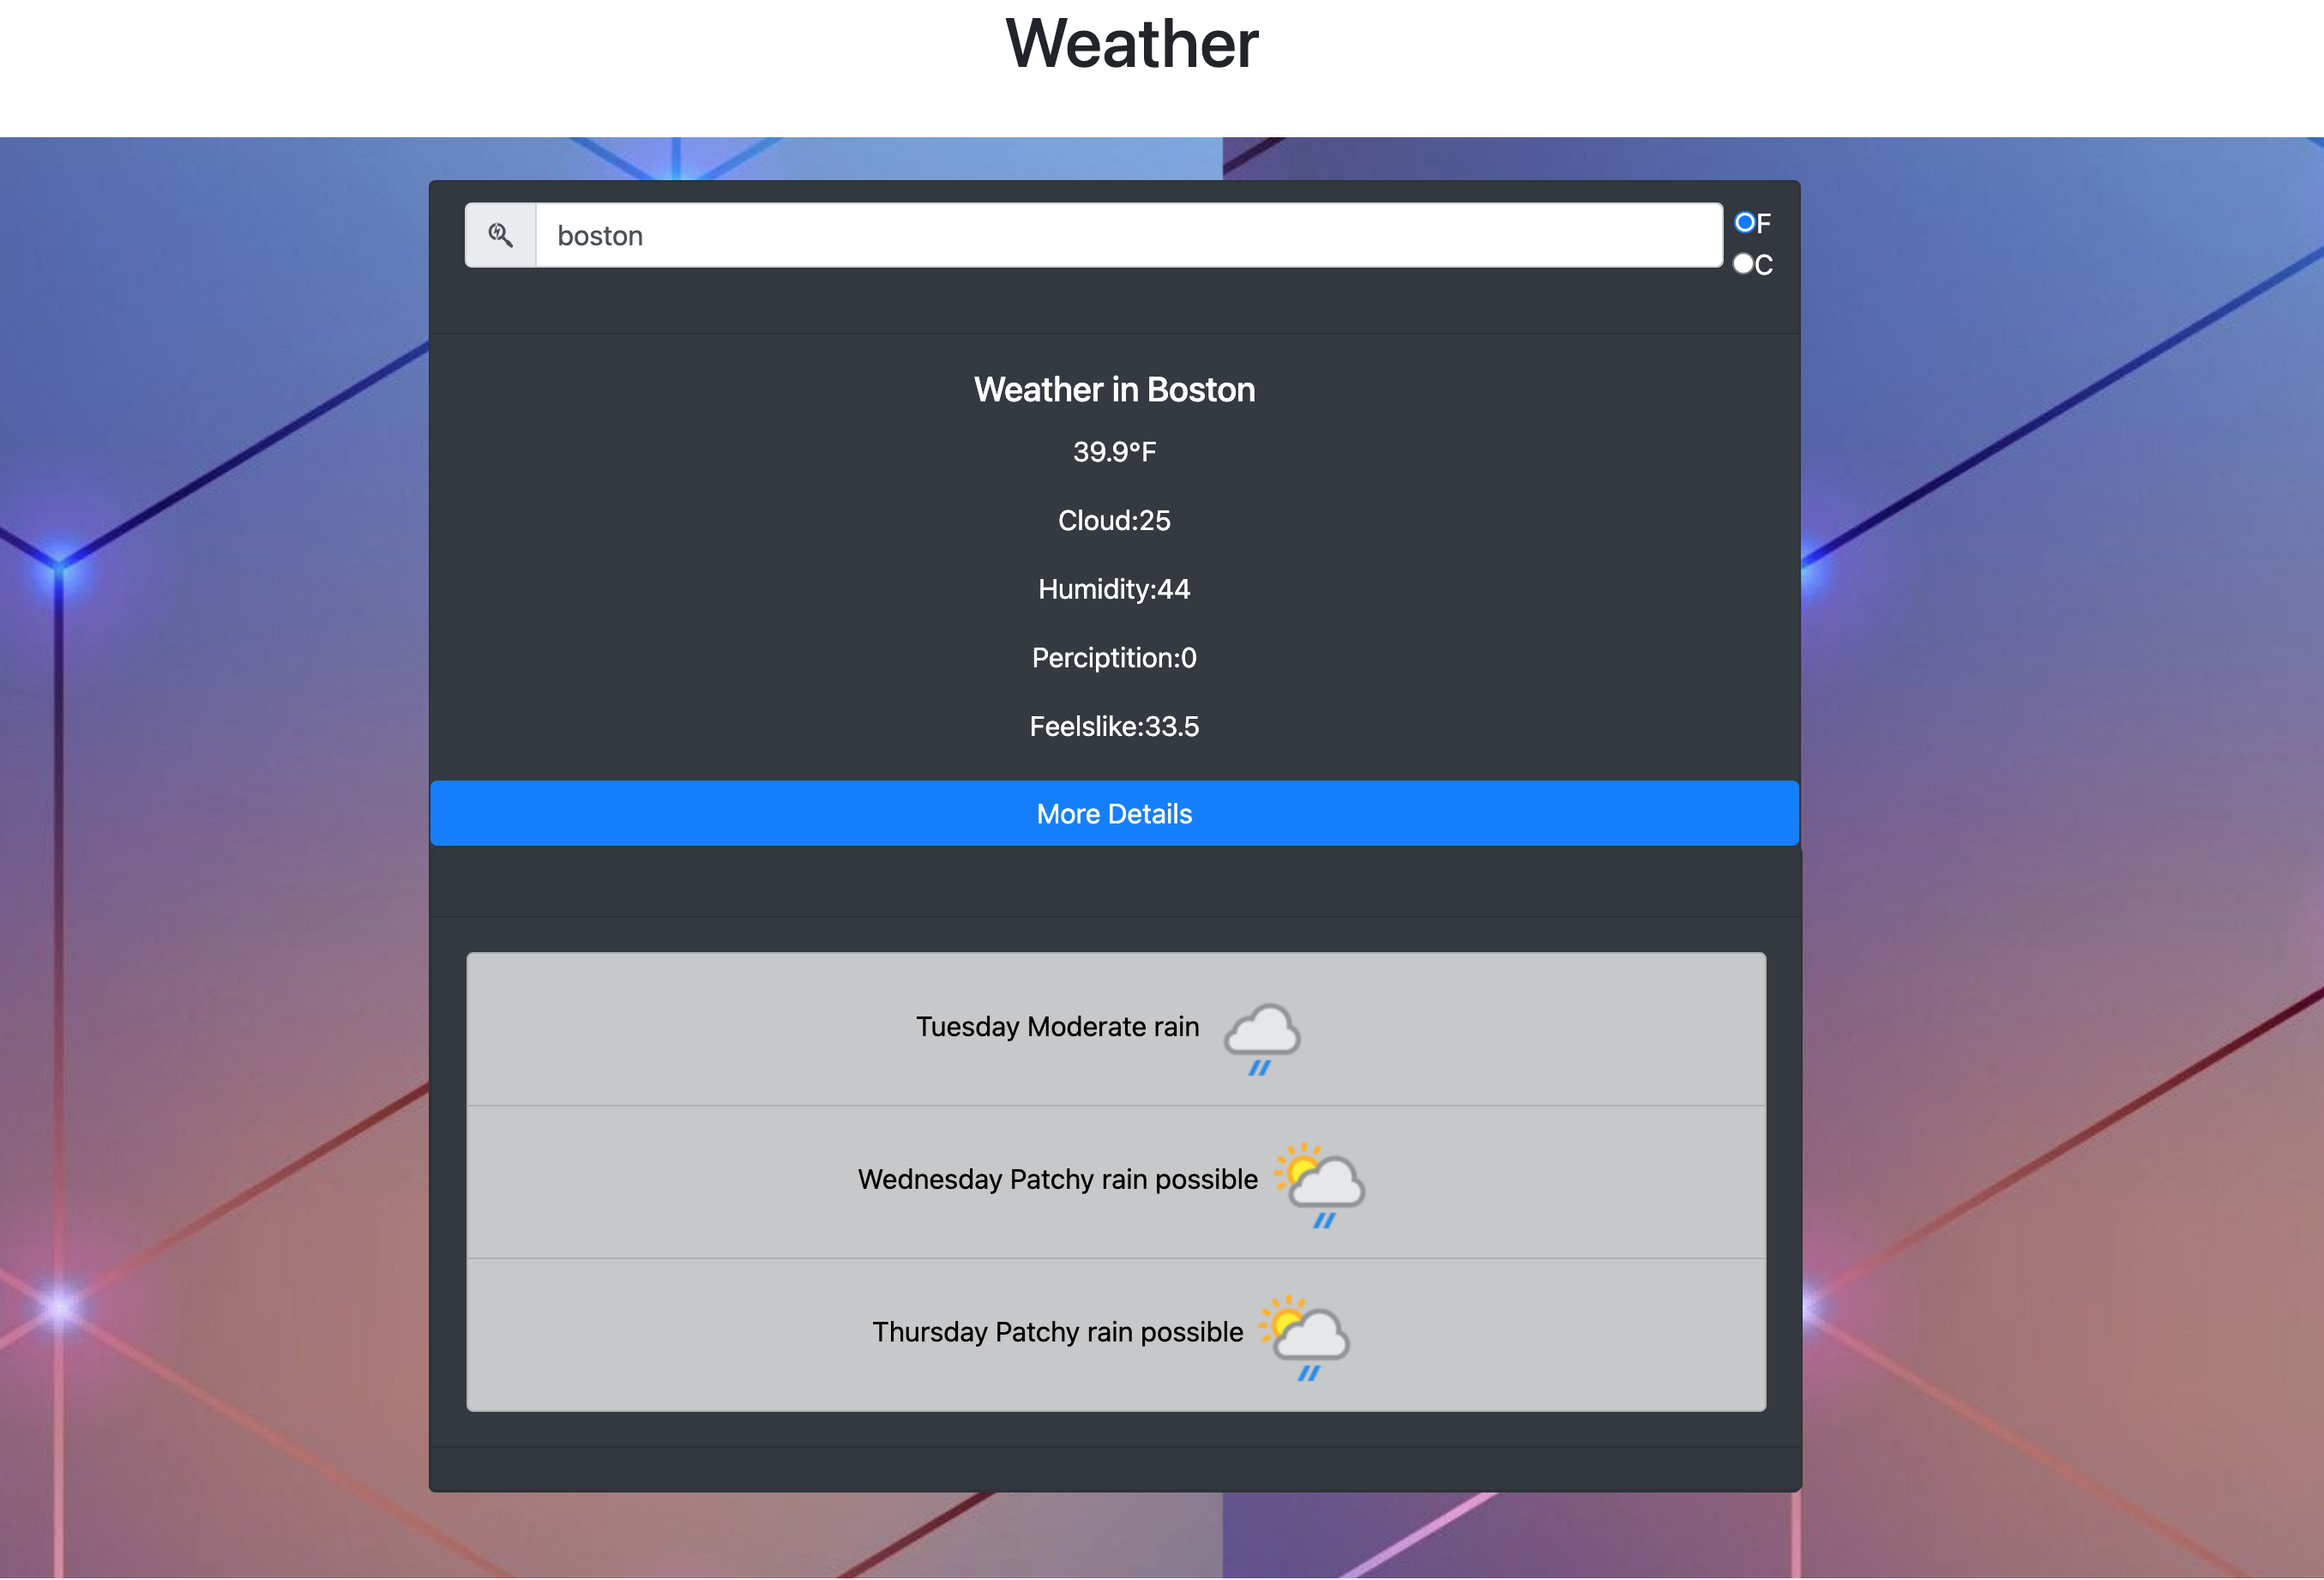 Weather
boston
F
C
Weather in Boston
39.9°F
Cloud:25
Humidity:44
Perciptition:0
Feelslike:33.5
More Details
Tuesday Moderate rain
Wednesday Patchy rain possible
Thursday Patchy rain possible